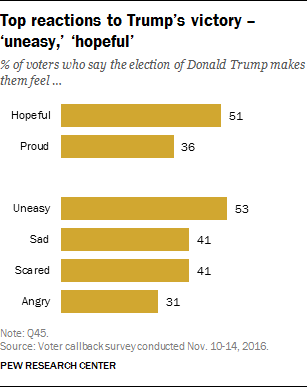 Top reactions to Trump’s victory –
‘uneasy,’ ‘hopeful’
% of voters who say the election of Donald Trump makes
them feel ...
Hopeful 51
Proud 36
Uneasy 53
Sad 41
Scared 41
Angry 31
Note: Q45.
Source: Voter callback survey conducted Nov. 10-14, 2016.
PEW RESEARCH CENTER